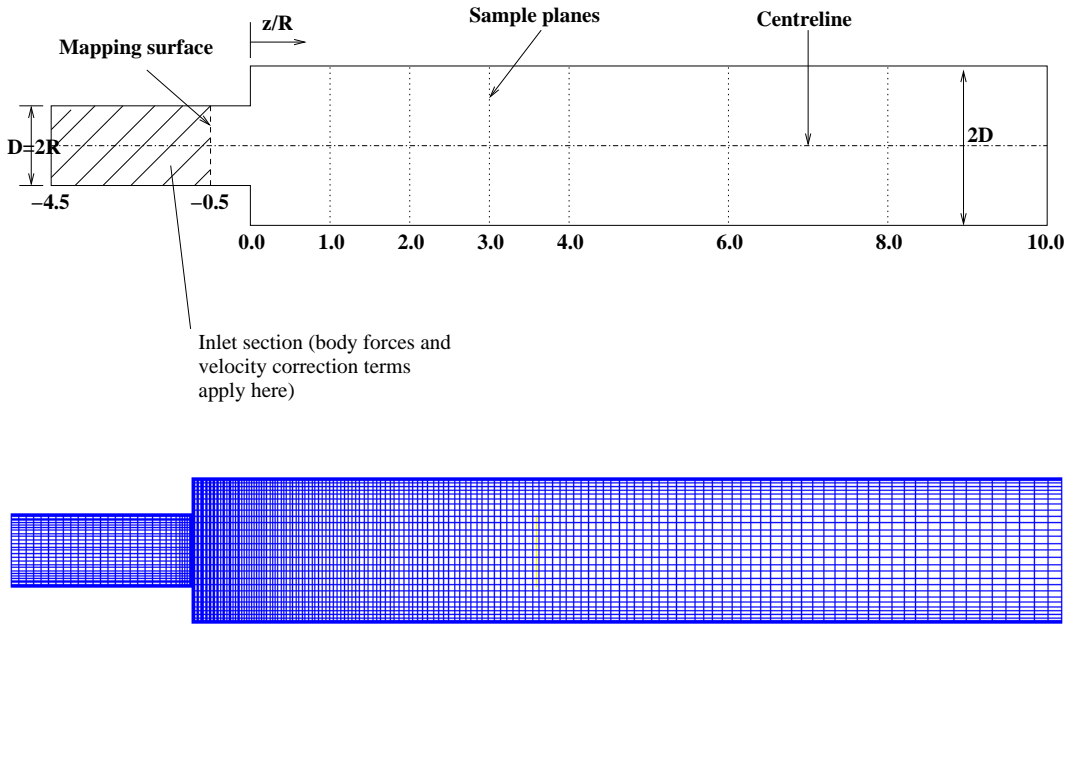 Sample planes
Centreline
z/R
Mapping surface
D=2R
2D
−4.5
−0.5
0.0
1.0
2.0
3.0
4.0
6.0
8.0
10.0
Inlet section (body forces and
velocity correction terms
apply here)